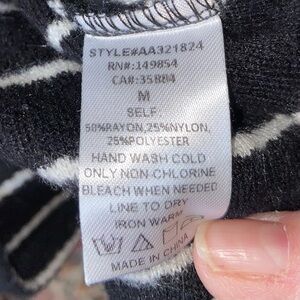 STYLE#AA321824
RN#:149854
CA#:35884
M
SELF:
50%RAYON,25%NYLON,
25%POLYESTER
HAND WASH COLD
ONLY NON-CHLORINE
BLEACH WHEN NEEDED
LINE TO DRY
IRON WARM
MADE IN CHINA